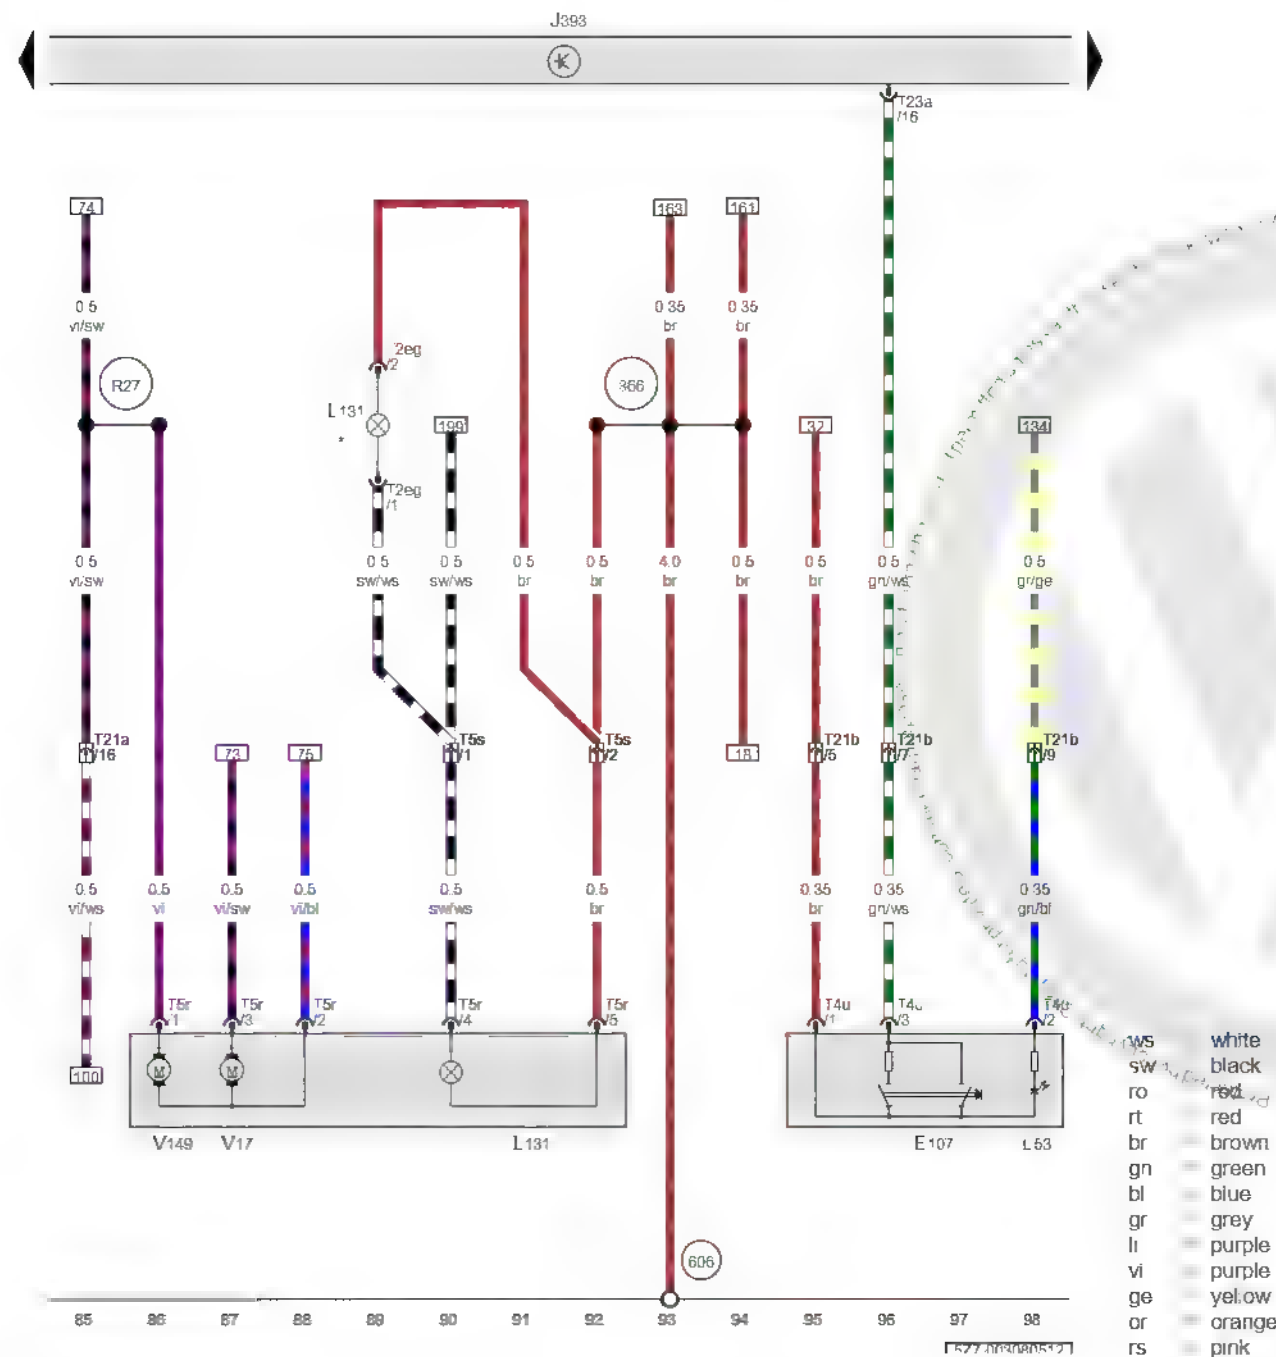 J393
K
T23a
/16
74
163
161
0.5
vi/sw
0.35
br
0.35
br
2eg
/2
R27
366
L131
*
199
32
134
T2eg
/1
0.5
vi/sw
0.5
sw/ws
0.5
sw/ws
0.5
br
0.5
br
4.0
br
0.5
br
0.5
br
0.5
gn/ws
0.5
gr/ge
T21a
/16
73
75
T5s
/1
T5s
/2
18
T21b
/5
T21b
/7
T21b
/9
0.5
vi/ws
0.5
vi
0.5
vi/sw
0.5
vi/bl
0.5
sw/ws
0.5
br
0.35
br
0.35
gn/ws
0.35
gn/bl
T5r
/1
T5r
/3
T5r
/2
T5r
/4
T5r
/5
T4u
/1
T4u
/3
T4u
/2
100
M
M
V149
V17
L131
E107
L53
606
85 86 87 88 89 90 91 92 93 94 95 96 97 98
ws = white
sw = black
ro = red
rt = red
br = brown
gn = green
bl = blue
gr = grey
li = purple
vi = purple
ge = yellow
or = orange
rs = pink